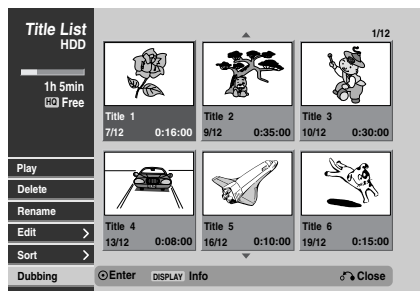 Title List
HDD
1h 5min
HQ Free
Play
Delete
Rename
Edit >
Sort >
Dubbing
1/12
Title 1
7/12 0:16:00
Title 2
9/12 0:35:00
Title 3
10/12 0:30:00
Title 4
13/12 0:08:00
Title 5
16/12 0:10:00
Title 6
19/12 0:15:00
Enter DISPLAY Info Close